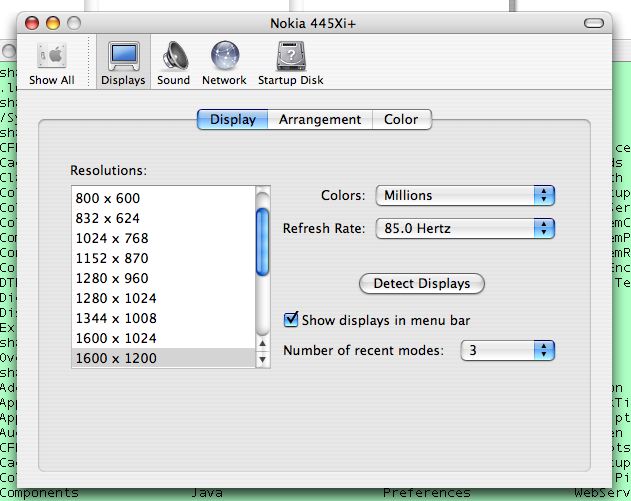 Nokia 445Xi+
Show All
Displays
Sound
Network
Startup Disk
Display
Arrangement
Color
Resolutions:
800 x 600
832 x 624
1024 x 768
1152 x 870
1280 x 960
1280 x 1024
1344 x 1008
1600 x 1024
1600 x 1200
Colors:
Millions
Refresh Rate:
85.0 Hertz
Detect Displays
Show displays in menu bar
Number of recent modes:
3
Components Java Preferences